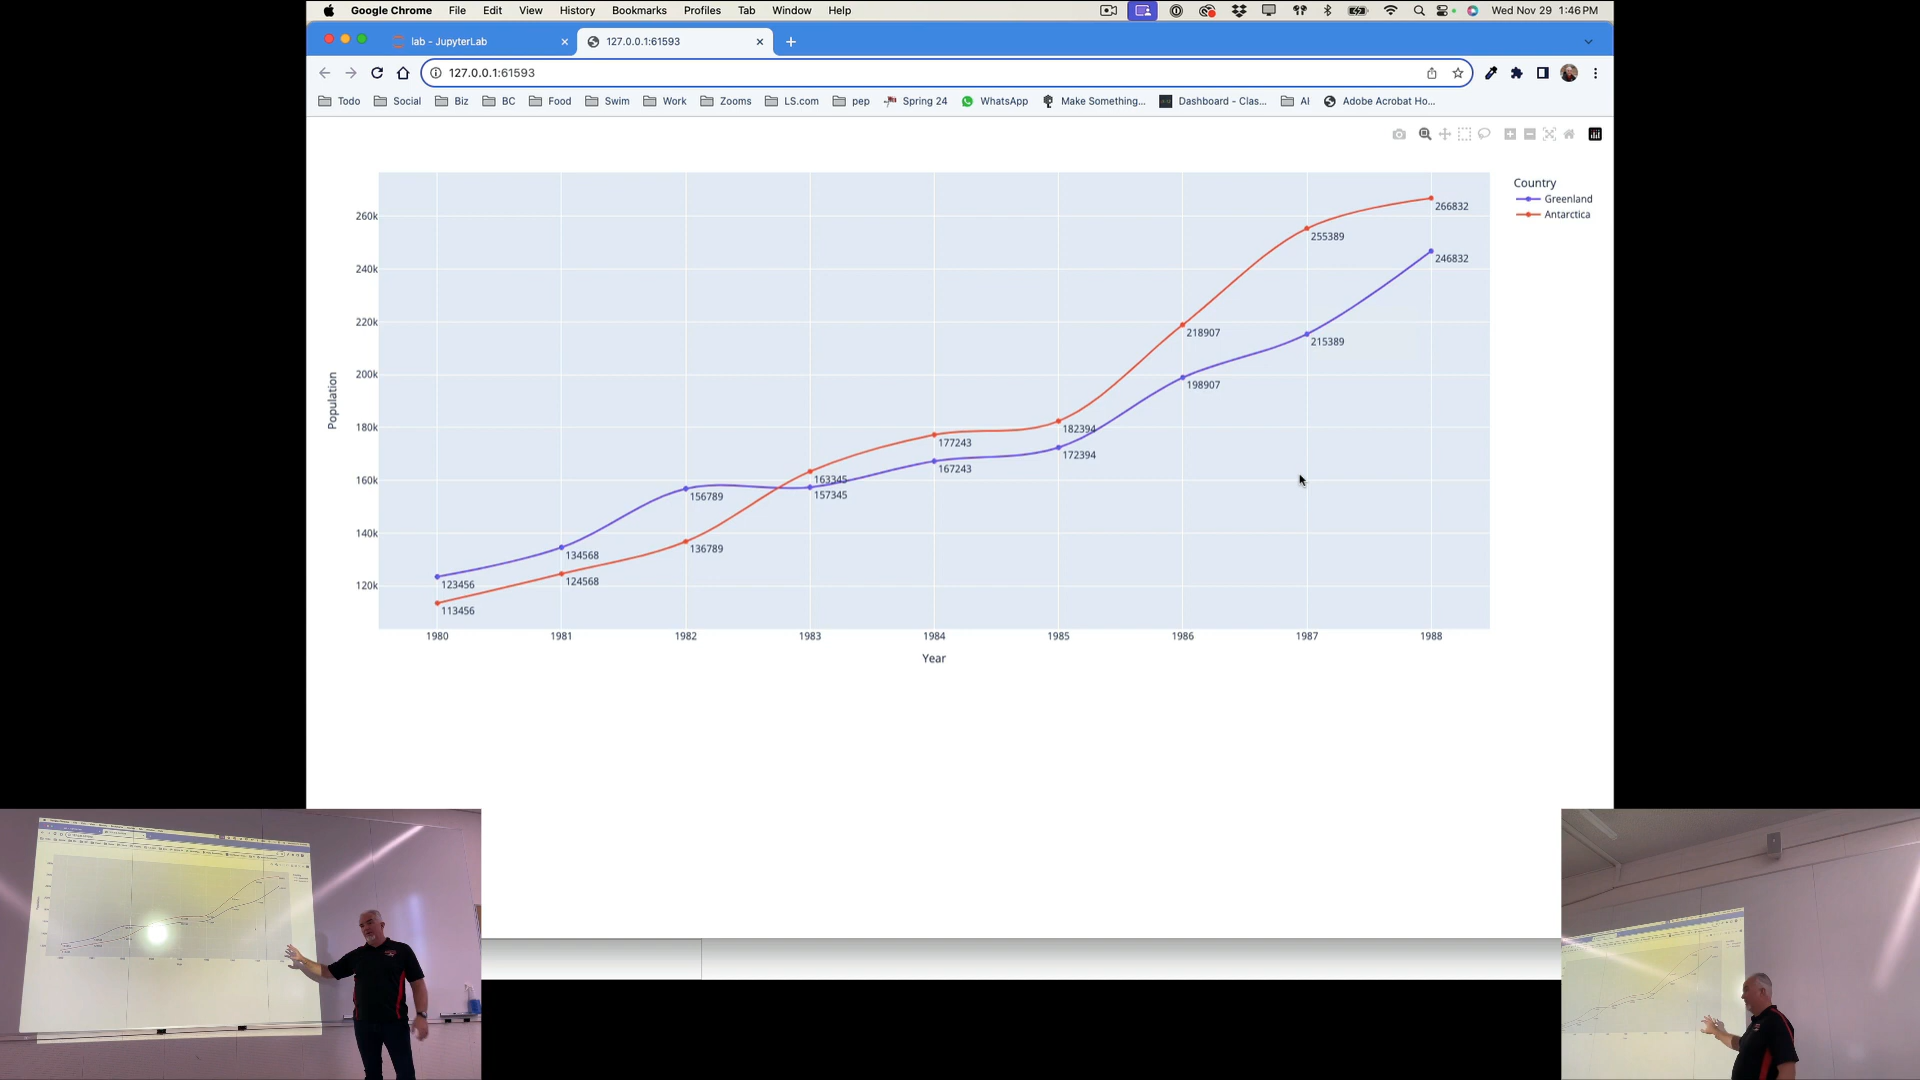 Google Chrome File Edit View History Bookmarks Profiles Tab Window Help Wed Nov 29 1:46 PM
lab - JupyterLab 127.0.0.1:61593
127.0.0.1:61593
Todo Social Biz BC Food Swim Work Zooms LS.com pep Spring 24 WhatsApp Make Something... Dashboard - Clas... AI Adobe Acrobat Ho...
Country
Greenland
Antarctica
260k
240k
220k
200k
180k
160k
140k
120k
Population
266832
255389
246832
218907
215389
198907
182394
177243
172394
167243
163345
156789
157345
136789
134568
124568
123456
113456
1980 1981 1982 1983 1984 1985 1986 1987 1988
Year